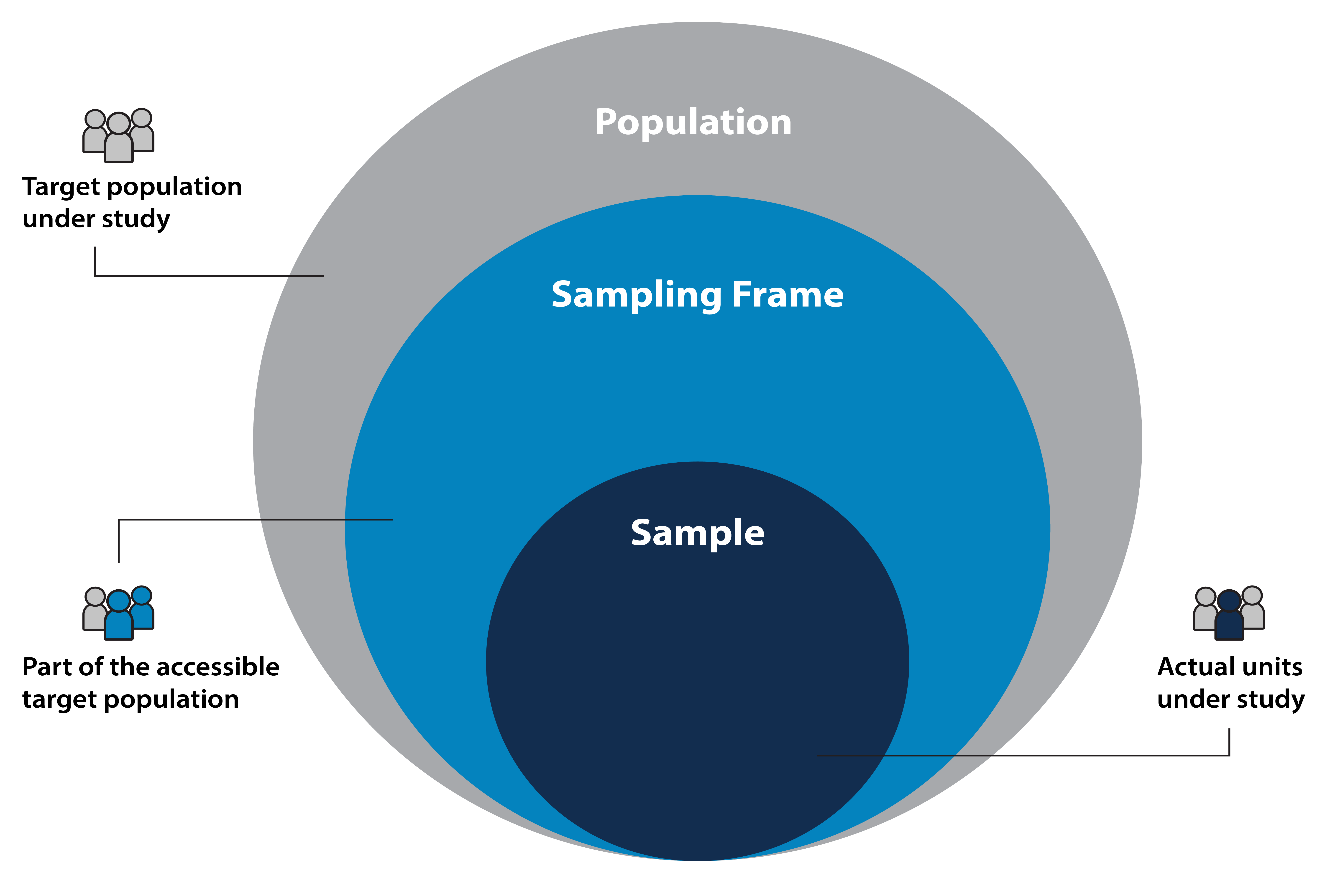 Population
Target population
under study
Sampling Frame
Sample
Part of the accessible
target population
Actual units
under study